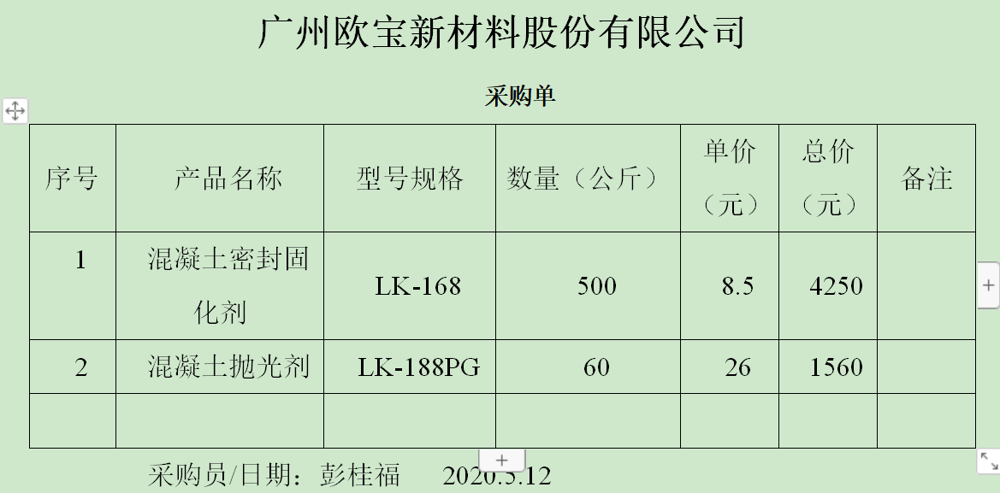 广州欧宝新材料股份有限公司
采购单
序号 产品名称 型号规格 数量（公斤） 单价（元） 总价（元） 备注
1 混凝土密封固化剂 LK-168 500 8.5 4250
2 混凝土抛光剂 LK-188PG 60 26 1560
采购员/日期：彭桂福 2020.5.12